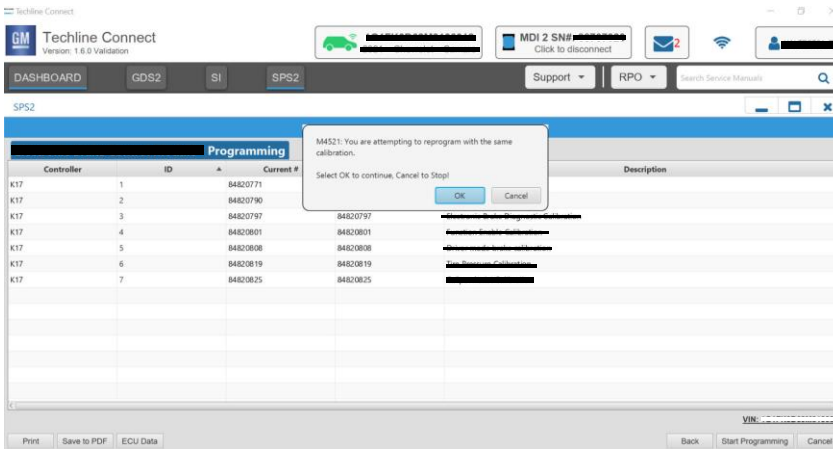 Techline Connect
GM
Techline Connect
Version: 1.6.0 Validation
MDI 2 SN#:
Click to disconnect
2
DASHBOARD GDS2 SI SPS2 Support RPO Search Service Manuals
SPS2
M4521: You are attempting to reprogram with the same
calibration.
Select OK to continue, Cancel to Stop!
OK Cancel
Programming
Controller ID Current # Description
K17 1 84820771
K17 2 84820790
K17 3 84820797 84820797
K17 4 84820801 84820801
K17 5 84820808 84820808
K17 6 84820819 84820819 Tire Pressure Calibration
K17 7 84820825 84820825
VIN:
Print Save to PDF ECU Data Back Start Programming Cancel